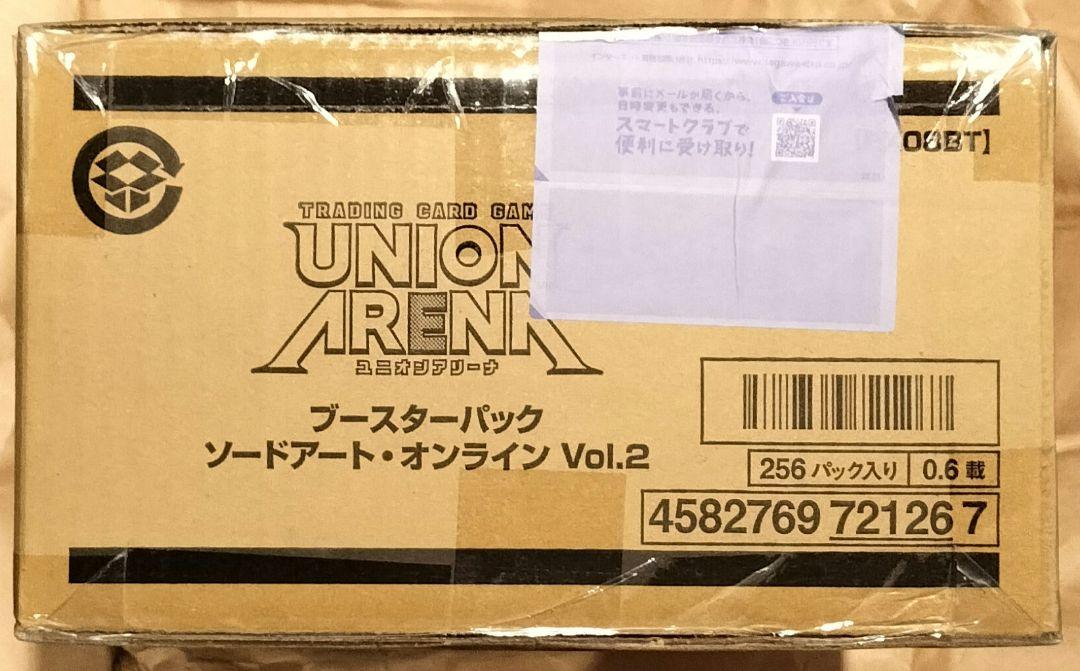 事前にメールが届くから、
日時変更もできる。
スマートクラブで
便利に受け取り!
08BT】
TRADING CARD GAM
UNION
ARENA
ユニオンアリーナ
ブースターパック
ソードアート・オンライン Vol.2
256 パック入り 0.6 載
4582769 721267